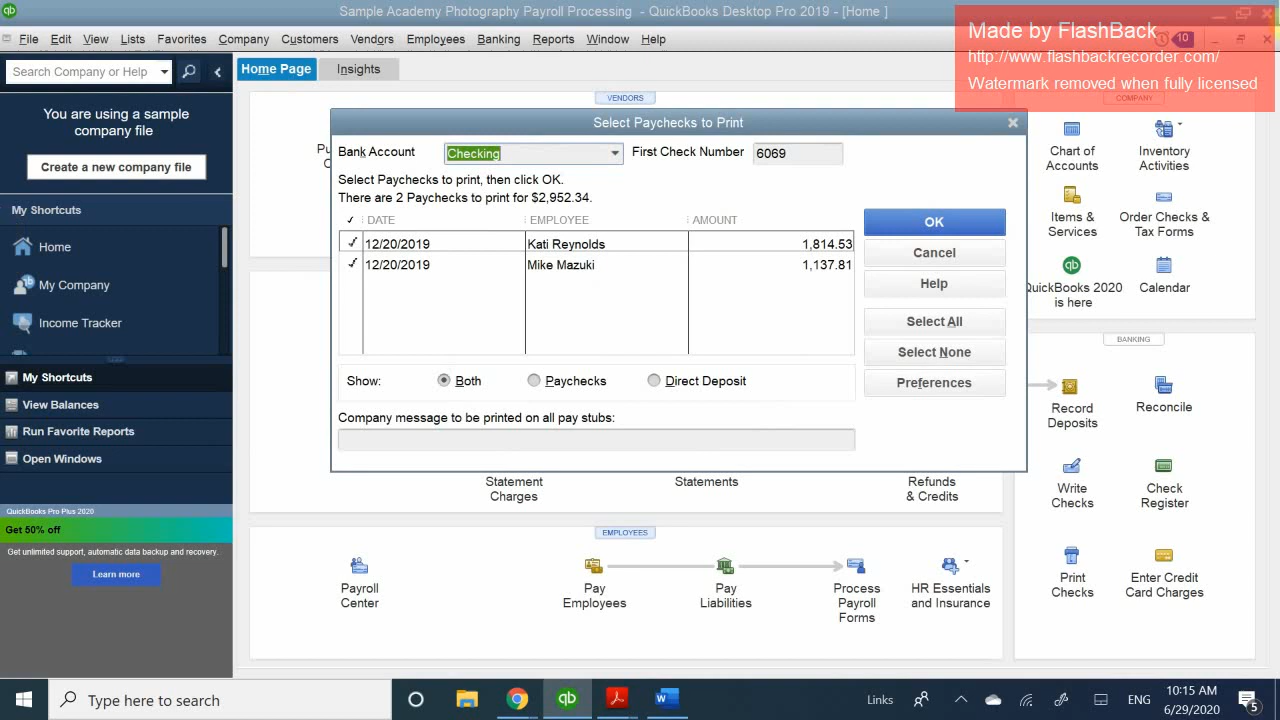 Sample Academy Photography Payroll Processing - QuickBooks Desktop Pro 2019 - [Home ]
File Edit View Lists Favorites Company Customers Vendors Employees Banking Reports Window Help
10
Made by FlashBack
http://www.flashbackrecorder.com/
Watermark removed when fully licensed
Search Company or Help
Home Page
Insights
You are using a sample
company file
Create a new company file
My Shortcuts
Home
My Company
Income Tracker
My Shortcuts
View Balances
Run Favorite Reports
Open Windows
QuickBooks Pro Plus 2020
Get 50% off
Get unlimited support, automatic data backup and recovery.
Learn more
VENDORS
Select Paychecks to Print
Bank Account
Checking
First Check Number
6069
Select Paychecks to print, then click OK.
There are 2 Paychecks to print for $2,952.34.
✓ DATE EMPLOYEE AMOUNT
✓ 12/20/2019 Kati Reynolds 1,814.53
✓ 12/20/2019 Mike Mazuki 1,137.81
OK
Cancel
Help
Select All
Select None
Preferences
Show: Both Paychecks Direct Deposit
Company message to be printed on all pay stubs:
Statement
Charges
Statements
Refunds
& Credits
EMPLOYEES
Payroll
Center
Pay
Employees
Pay
Liabilities
Process
Payroll
Forms
HR Essentials
and Insurance
COMPANY
Chart of
Accounts
Inventory
Activities
Items &
Services
Order Checks &
Tax Forms
QuickBooks 2020
is here
Calendar
BANKING
Record
Deposits
Reconcile
Write
Checks
Check
Register
Print
Checks
Enter Credit
Card Charges
Type here to search
Links
ENG
10:15 AM
6/29/2020
5